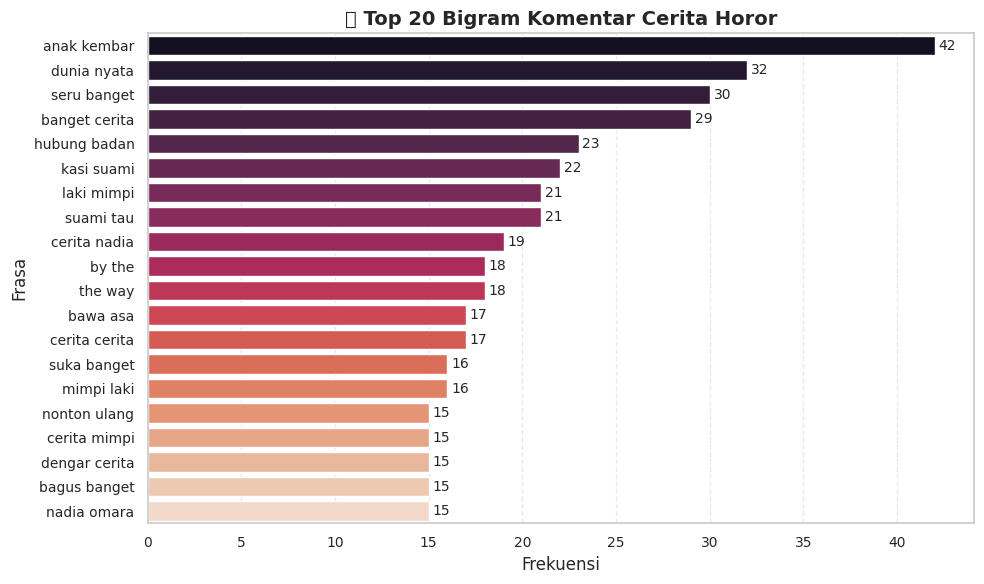 Top 20 Bigram Komentar Cerita Horor
anak kembar 42
dunia nyata 32
seru banget 30
banget cerita 29
hubung badan 23
kasi suami 22
laki mimpi 21
suami tau 21
cerita nadia 19
by the 18
the way 18
bawa asa 17
cerita cerita 17
suka banget 16
mimpi laki 16
nonton ulang 15
cerita mimpi 15
dengar cerita 15
bagus banget 15
nadia omara 15
Frasa
0 5 10 15 20 25 30 35 40
Frekuensi